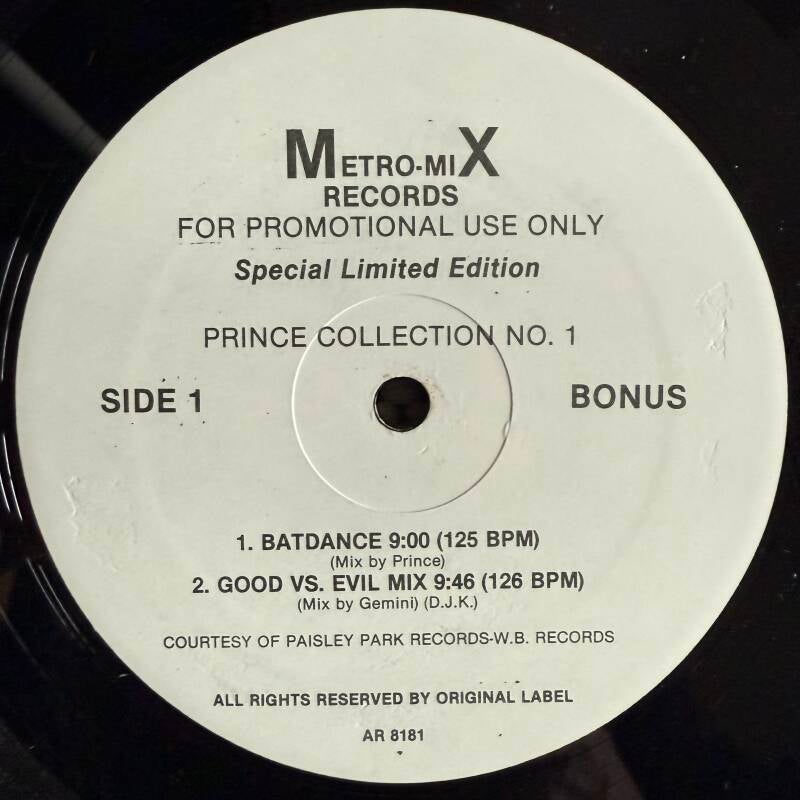 METRO-MIX
RECORDS
FOR PROMOTIONAL USE ONLY
Special Limited Edition
PRINCE COLLECTION NO. 1
SIDE 1
BONUS
1. BATDANCE 9:00 (125 BPM)
(Mix by Prince)
2. GOOD VS. EVIL MIX 9:46 (126 BPM)
(Mix by Gemini) (D.J.K.)
COURTESY OF PAISLEY PARK RECORDS-W.B. RECORDS
ALL RIGHTS RESERVED BY ORIGINAL LABEL
AR 8181